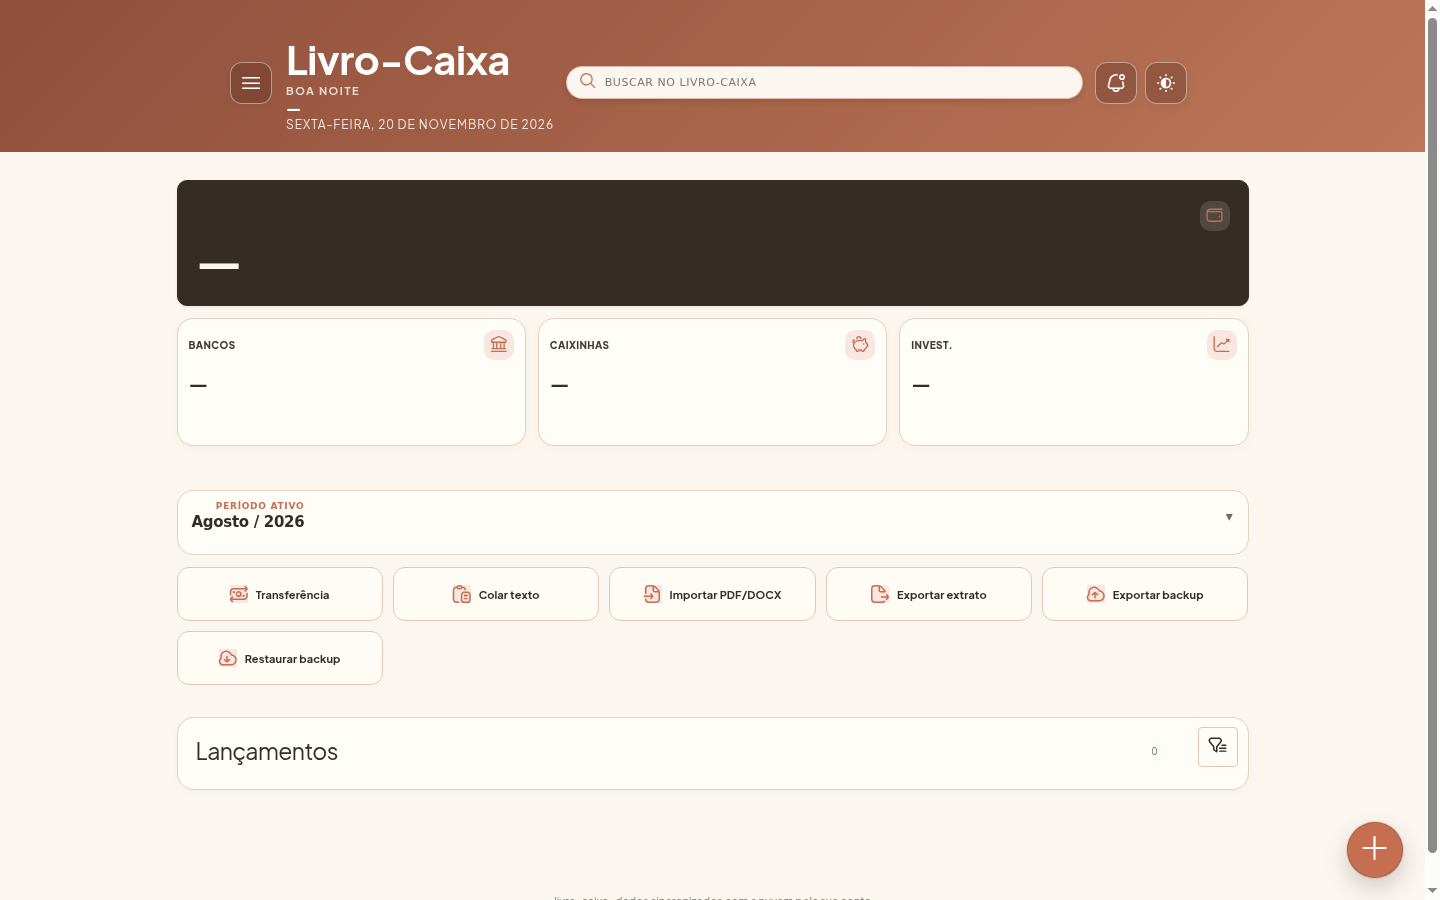 Livro-Caixa
BOA NOITE
—
SEXTA-FEIRA, 20 DE NOVEMBRO DE 2026
BUSCAR NO LIVRO-CAIXA
—
BANCOS
—
CAIXINHAS
—
INVEST.
—
PERÍODO ATIVO
Agosto / 2026
Transferência
Colar texto
Importar PDF/DOCX
Exportar extrato
Exportar backup
Restaurar backup
Lançamentos
0